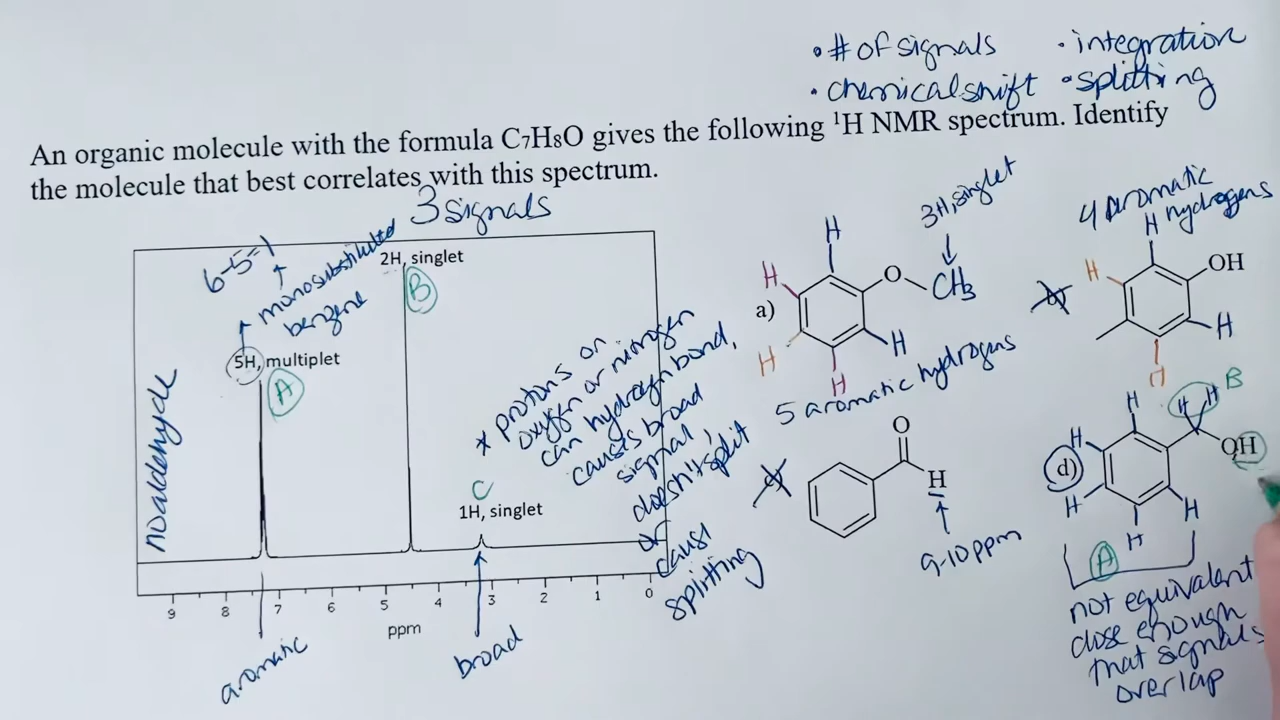 • # of signals • integration
• chemical shift • splitting
An organic molecule with the formula C₇H₈O gives the following ¹H NMR spectrum. Identify
the molecule that best correlates with this spectrum.
3 signals
6-5=1
monosubstituted
benzene
5H, multiplet
A
2H, singlet
B
C
1H, singlet
no aldehyde
9 8 7 6 5 4 3 2 1 0
ppm
aromatic
broad
* protons on
oxygen or nitrogen
can hydrogen bond,
causes broad
signal,
doesn't split
or
cause
splitting
a)
H
H
H
H
H
O
CH₃
3H, singlet
5 aromatic hydrogens
4 aromatic
hydrogens
H
H
OH
H
H
O
H
9-10ppm
d)
H
H
H
H
H
H H
B
OH
A
not equivalent
close enough
that signals
overlap